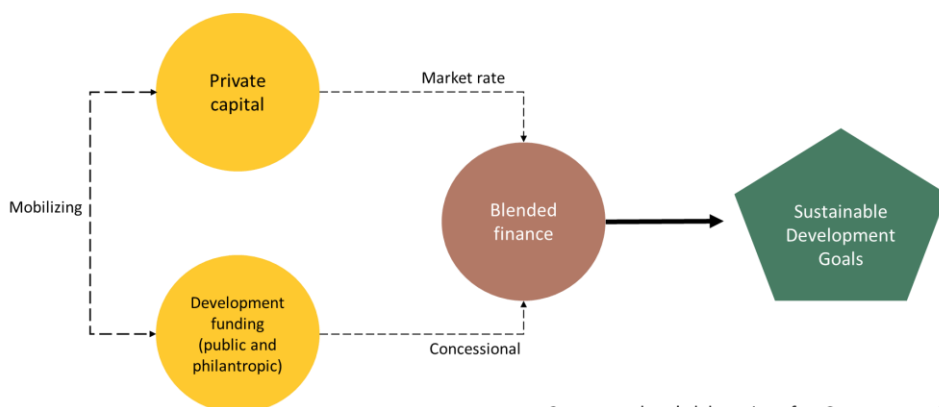 Private
capital
Market rate
Mobilizing
Blended
finance
Sustainable
Development
Goals
Development
funding
(public and
philantropic)
Concessional